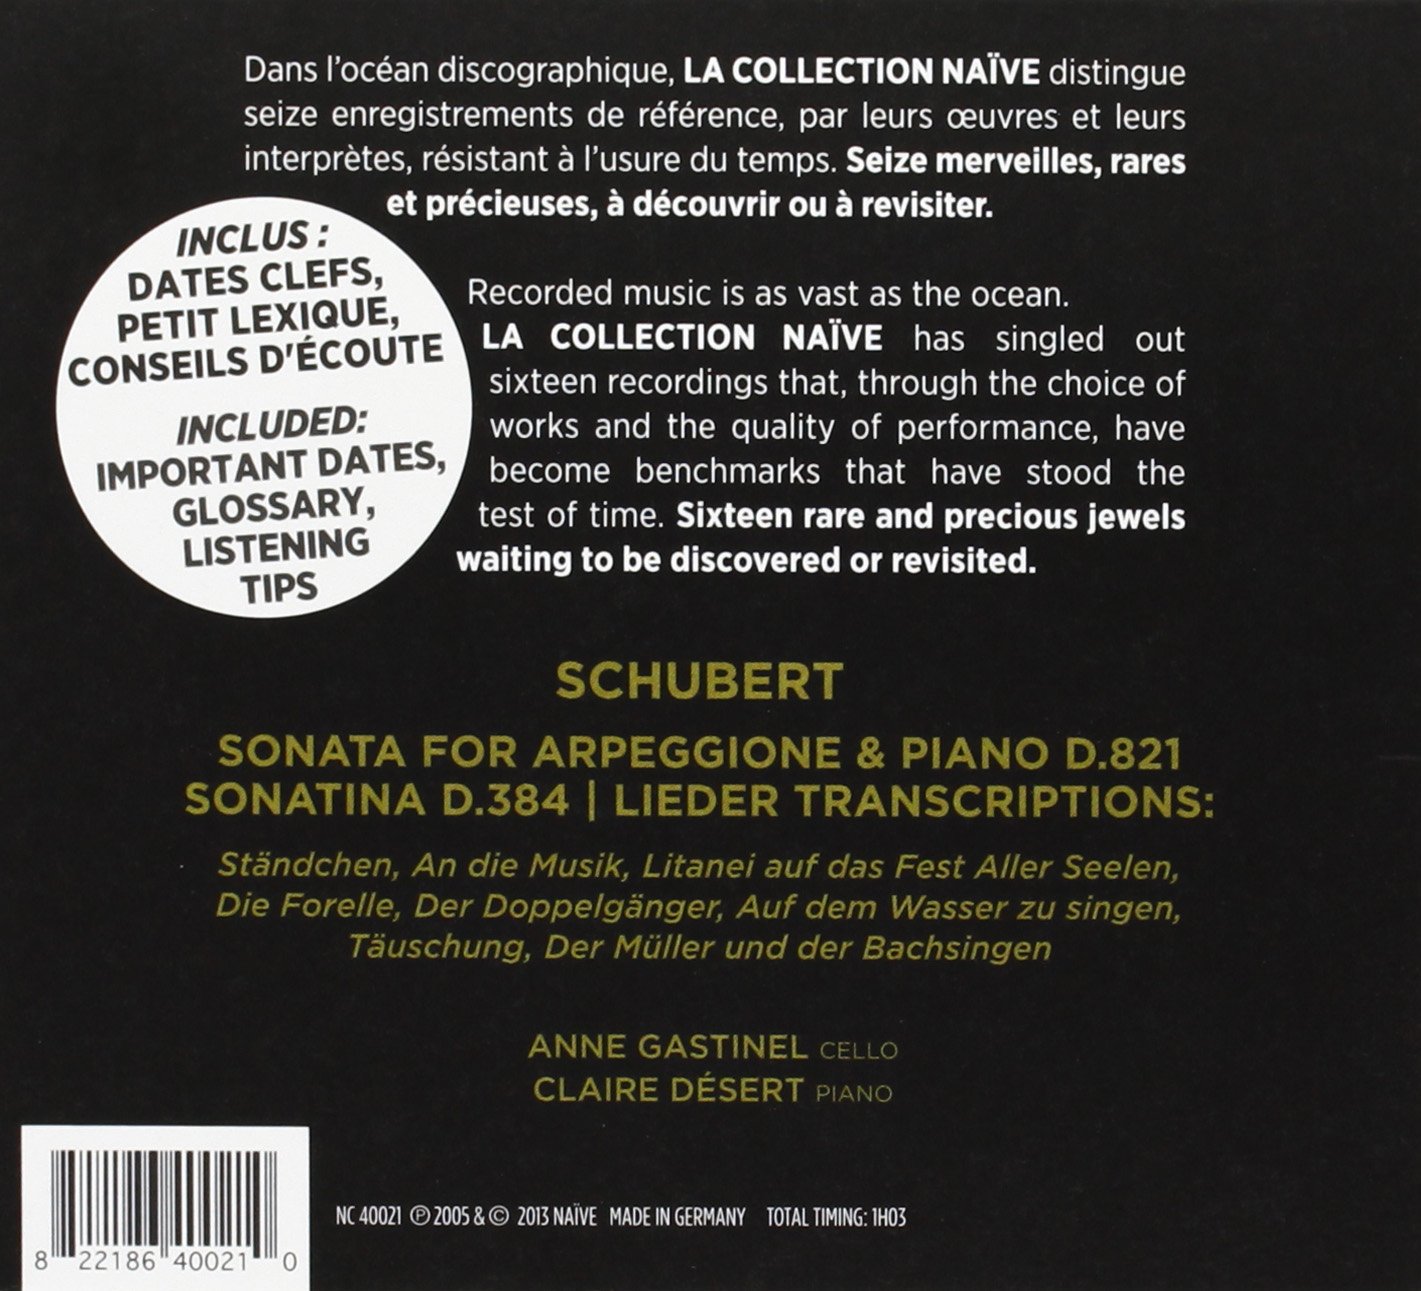 Dans l'océan discographique, LA COLLECTION NAÏVE distingue
seize enregistrements de référence, par leurs œuvres et leurs
interprètes, résistant à l'usure du temps. Seize merveilles, rares
et précieuses, à découvrir ou à revisiter.
INCLUS :
DATES CLEFS,
PETIT LEXIQUE,
CONSEILS D'ÉCOUTE
INCLUDED:
IMPORTANT DATES,
GLOSSARY,
LISTENING
TIPS
Recorded music is as vast as the ocean.
LA COLLECTION NAÏVE has singled out
sixteen recordings that, through the choice of
works and the quality of performance, have
become benchmarks that have stood the
test of time. Sixteen rare and precious jewels
waiting to be discovered or revisited.
SCHUBERT
SONATA FOR ARPEGGIONE & PIANO D.821
SONATINA D.384 | LIEDER TRANSCRIPTIONS:
Ständchen, An die Musik, Litanei auf das Fest Aller Seelen,
Die Forelle, Der Doppelgänger, Auf dem Wasser zu singen,
Täuschung, Der Müller und der Bachsingen
ANNE GASTINEL CELLO
CLAIRE DÉSERT PIANO
NC 40021 ℗ 2005 & © 2013 NAÏVE MADE IN GERMANY TOTAL TIMING: 1H03
8 22186 40021 0